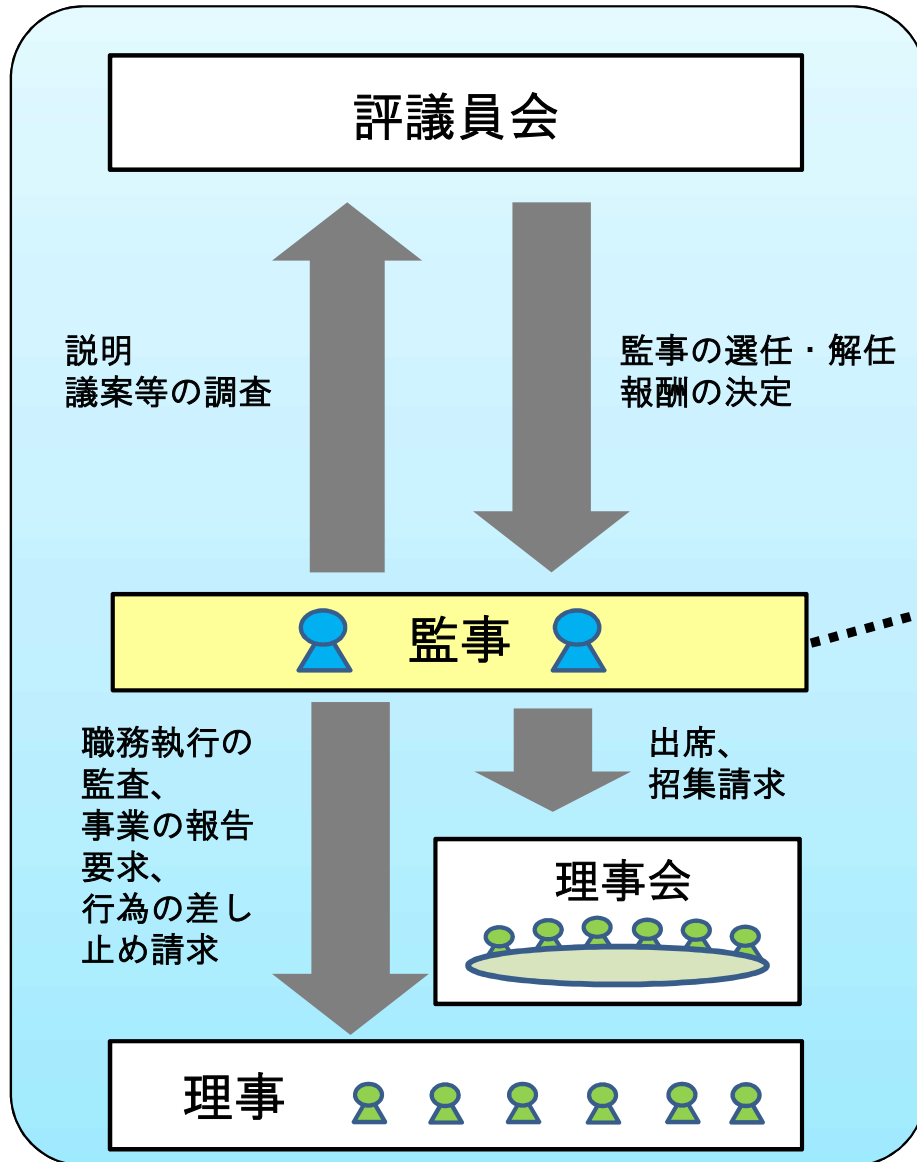 評議員会
説明
議案等の調査
監事の選任・解任
報酬の決定
監事
職務執行の
監査、
事業の報告
要求、
行為の差し
止め請求
出席、
招集請求
理事会
理事